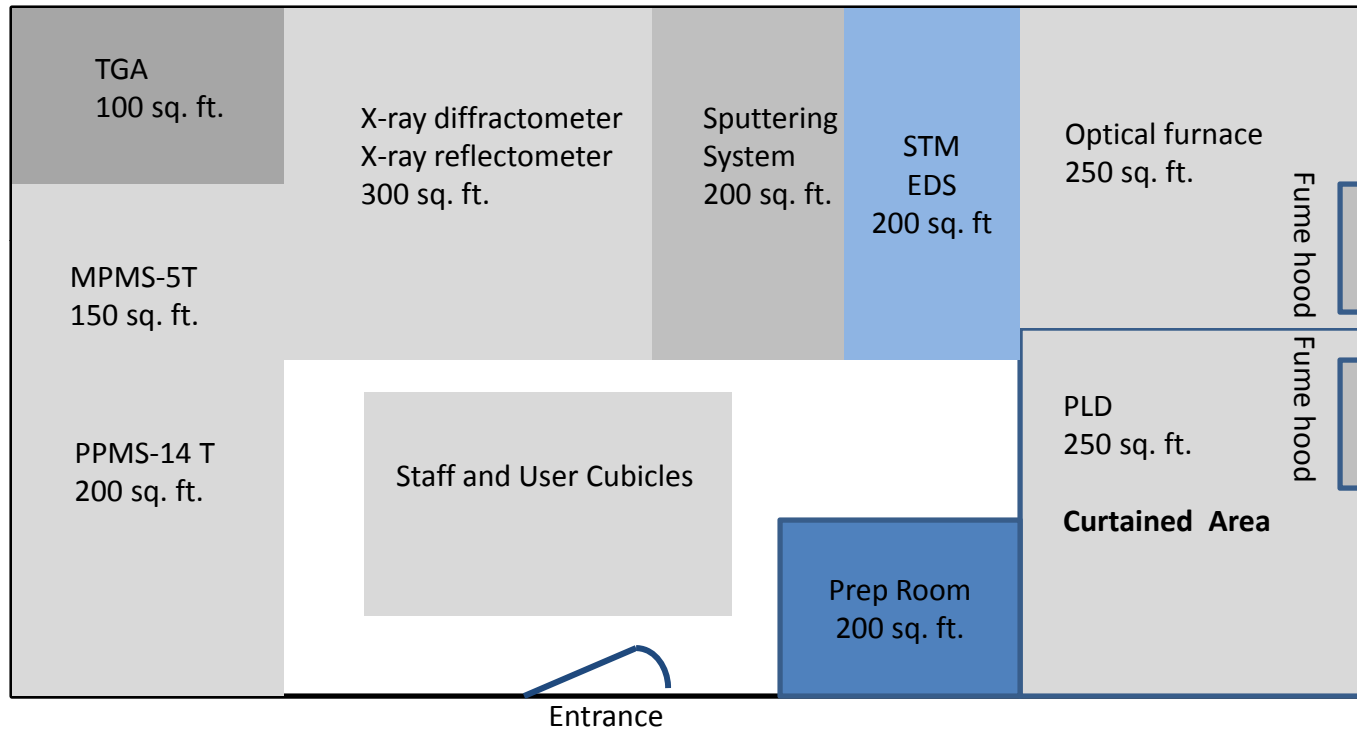 TGA
100 sq. ft.
X-ray diffractometer
X-ray reflectometer
300 sq. ft.
Sputtering
System
200 sq. ft.
STM
EDS
200 sq. ft
Optical furnace
250 sq. ft.
Fume hood
MPMS-5T
150 sq. ft.
PPMS-14 T
200 sq. ft.
Staff and User Cubicles
Prep Room
200 sq. ft.
PLD
250 sq. ft.
Curtained  Area
Fume hood
Entrance